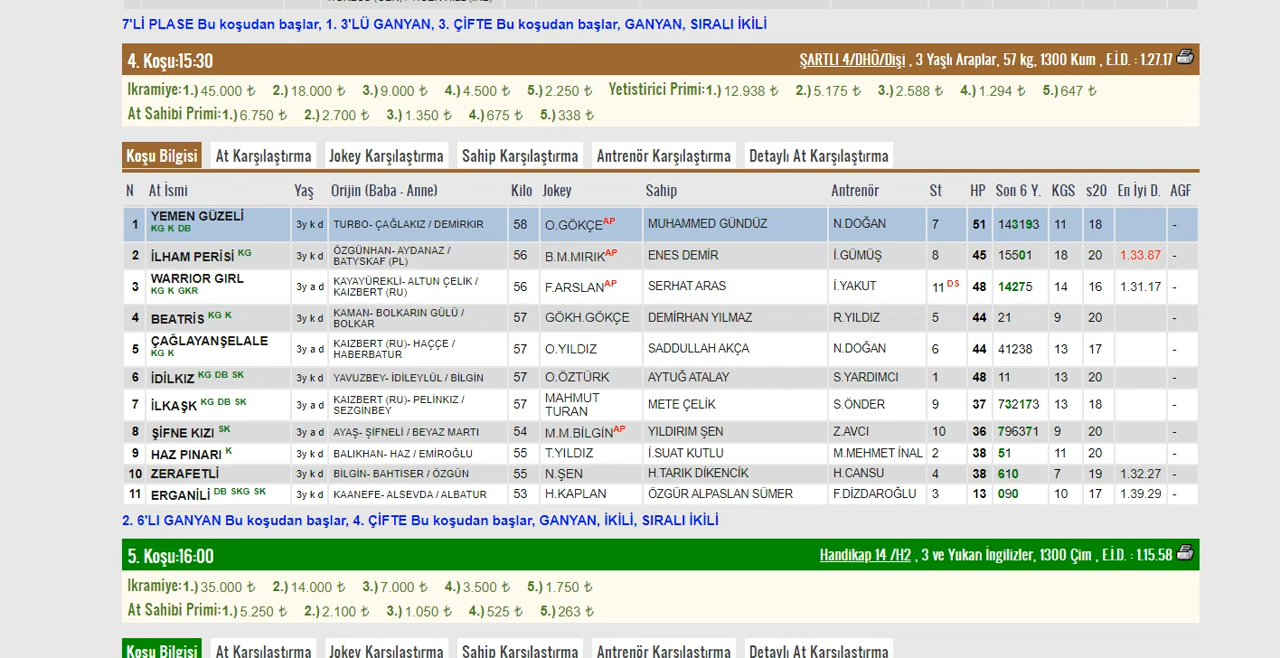 7'Lİ PLASE Bu koşudan başlar, 1. 3'LÜ GANYAN, 3. ÇİFTE Bu koşudan başlar, GANYAN, SIRALI İKİLİ
4. Koşu:15:30 ŞARTLI 4/DHÖ/Dişi , 3 Yaşlı Araplar, 57 kg, 1300 Kum , E.İ.D. : 1.27.17
İkramiye:1.) 45.000 ₺ 2.) 18.000 ₺ 3.) 9.000 ₺ 4.) 4.500 ₺ 5.) 2.250 ₺ Yetistirici Primi:1.) 12.938 ₺ 2.) 5.175 ₺ 3.) 2.588 ₺ 4.) 1.294 ₺ 5.) 647 ₺
At Sahibi Primi:1.) 6.750 ₺ 2.) 2.700 ₺ 3.) 1.350 ₺ 4.) 675 ₺ 5.) 338 ₺
Koşu Bilgisi At Karşılaştırma Jokey Karşılaştırma Sahip Karşılaştırma Antrenör Karşılaştırma Detaylı At Karşılaştırma
N At İsmi Yaş Orijin (Baba - Anne) Kilo Jokey Sahip Antrenör St HP Son 6 Y. KGS s20 En İyi D. AGF
1 YEMEN GÜZELİ KG K DB 3y k d TURBO- ÇAĞLAKIZ / DEMİRKIR 58 O.GÖKÇE AP MUHAMMED GÜNDÜZ N.DOĞAN 7 51 143193 11 18 -
2 İLHAM PERİSİ KG 3y k d ÖZGÜNHAN- AYDANAZ / BATYSKAF (PL) 56 B.M.MIRIK AP ENES DEMİR İ.GÜMÜŞ 8 45 15501 18 20 1.33.87 -
3 WARRIOR GIRL KG K GKR 3y a d KAYAYÜREKLİ- ALTUN ÇELİK / KAIZBERT (RU) 56 F.ARSLAN AP SERHAT ARAS İ.YAKUT 11 DS 48 14275 14 16 1.31.17 -
4 BEATRİS KG K 3y k d KAMAN- BOLKARIN GÜLÜ / BOLKAR 57 GÖKH.GÖKÇE DEMİRHAN YILMAZ R.YILDIZ 5 44 21 9 20 -
5 ÇAĞLAYANŞELALE KG K 3y a d KAIZBERT (RU)- HAÇÇE / HABERBATUR 57 O.YILDIZ SADDULLAH AKÇA N.DOĞAN 6 44 41238 13 17 -
6 İDİLKIZ KG DB SK 3y k d YAVUZBEY- İDİLEYLÜL / BİLGİN 57 O.ÖZTÜRK AYTUĞ ATALAY S.YARDIMCI 1 48 11 13 20 -
7 İLKAŞK KG DB SK 3y a d KAIZBERT (RU)- PELİNKIZ / SEZGİNBEY 57 MAHMUT TURAN METE ÇELİK S.ÖNDER 9 37 732173 13 18 -
8 ŞİFNE KIZI SK 3y a d AYAŞ- ŞİFNELİ / BEYAZ MARTI 54 M.M.BİLGİN AP YILDIRIM ŞEN Z.AVCI 10 36 796371 9 20 -
9 HAZ PINARI K 3y k d BALIKHAN- HAZ / EMİROĞLU 55 T.YILDIZ İ.SUAT KUTLU M.MEHMET İNAL 2 38 51 11 20 -
10 ZERAFETLİ 3y k d BİLGİN- BAHTİSER / ÖZGÜN 55 N.ŞEN H.TARIK DİKENCİK H.CANSU 4 38 610 7 19 1.32.27 -
11 ERGANİLİ DB SKG SK 3y k d KAANEFE- ALSEVDA / ALBATUR 53 H.KAPLAN ÖZGÜR ALPASLAN SÜMER F.DİZDAROĞLU 3 13 090 10 17 1.39.29 -
2. 6'LI GANYAN Bu koşudan başlar, 4. ÇİFTE Bu koşudan başlar, GANYAN, İKİLİ, SIRALI İKİLİ
5. Koşu:16:00 Handikap 14 /H2 , 3 ve Yukarı İngilizler, 1300 Çim , E.İ.D. : 1.15.58
İkramiye:1.) 35.000 ₺ 2.) 14.000 ₺ 3.) 7.000 ₺ 4.) 3.500 ₺ 5.) 1.750 ₺
At Sahibi Primi:1.) 5.250 ₺ 2.) 2.100 ₺ 3.) 1.050 ₺ 4.) 525 ₺ 5.) 263 ₺
Koşu Bilgisi At Karşılaştırma Jokey Karşılaştırma Sahip Karşılaştırma Antrenör Karşılaştırma Detaylı At Karşılaştırma